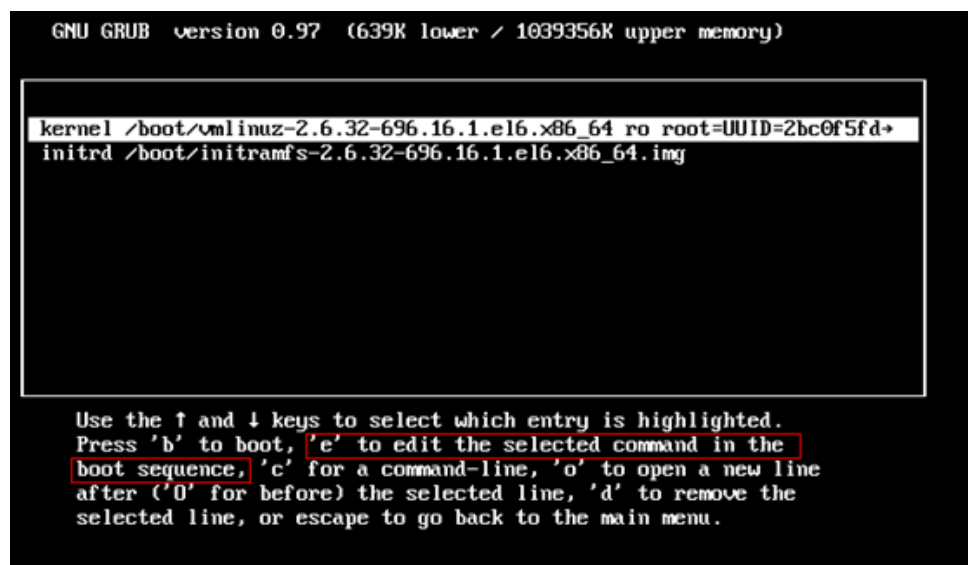 GNU GRUB version 0.97 (639K lower / 1039356K upper memory)
kernel /boot/vmlinuz-2.6.32-696.16.1.el6.x86_64 ro root=UUID=2bc0f5fd→
initrd /boot/initramfs-2.6.32-696.16.1.el6.x86_64.img
Use the ↑ and ↓ keys to select which entry is highlighted.
Press 'b' to boot, 'e' to edit the selected command in the
boot sequence, 'c' for a command-line, 'o' to open a new line
after ('O' for before) the selected line, 'd' to remove the
selected line, or escape to go back to the main menu.